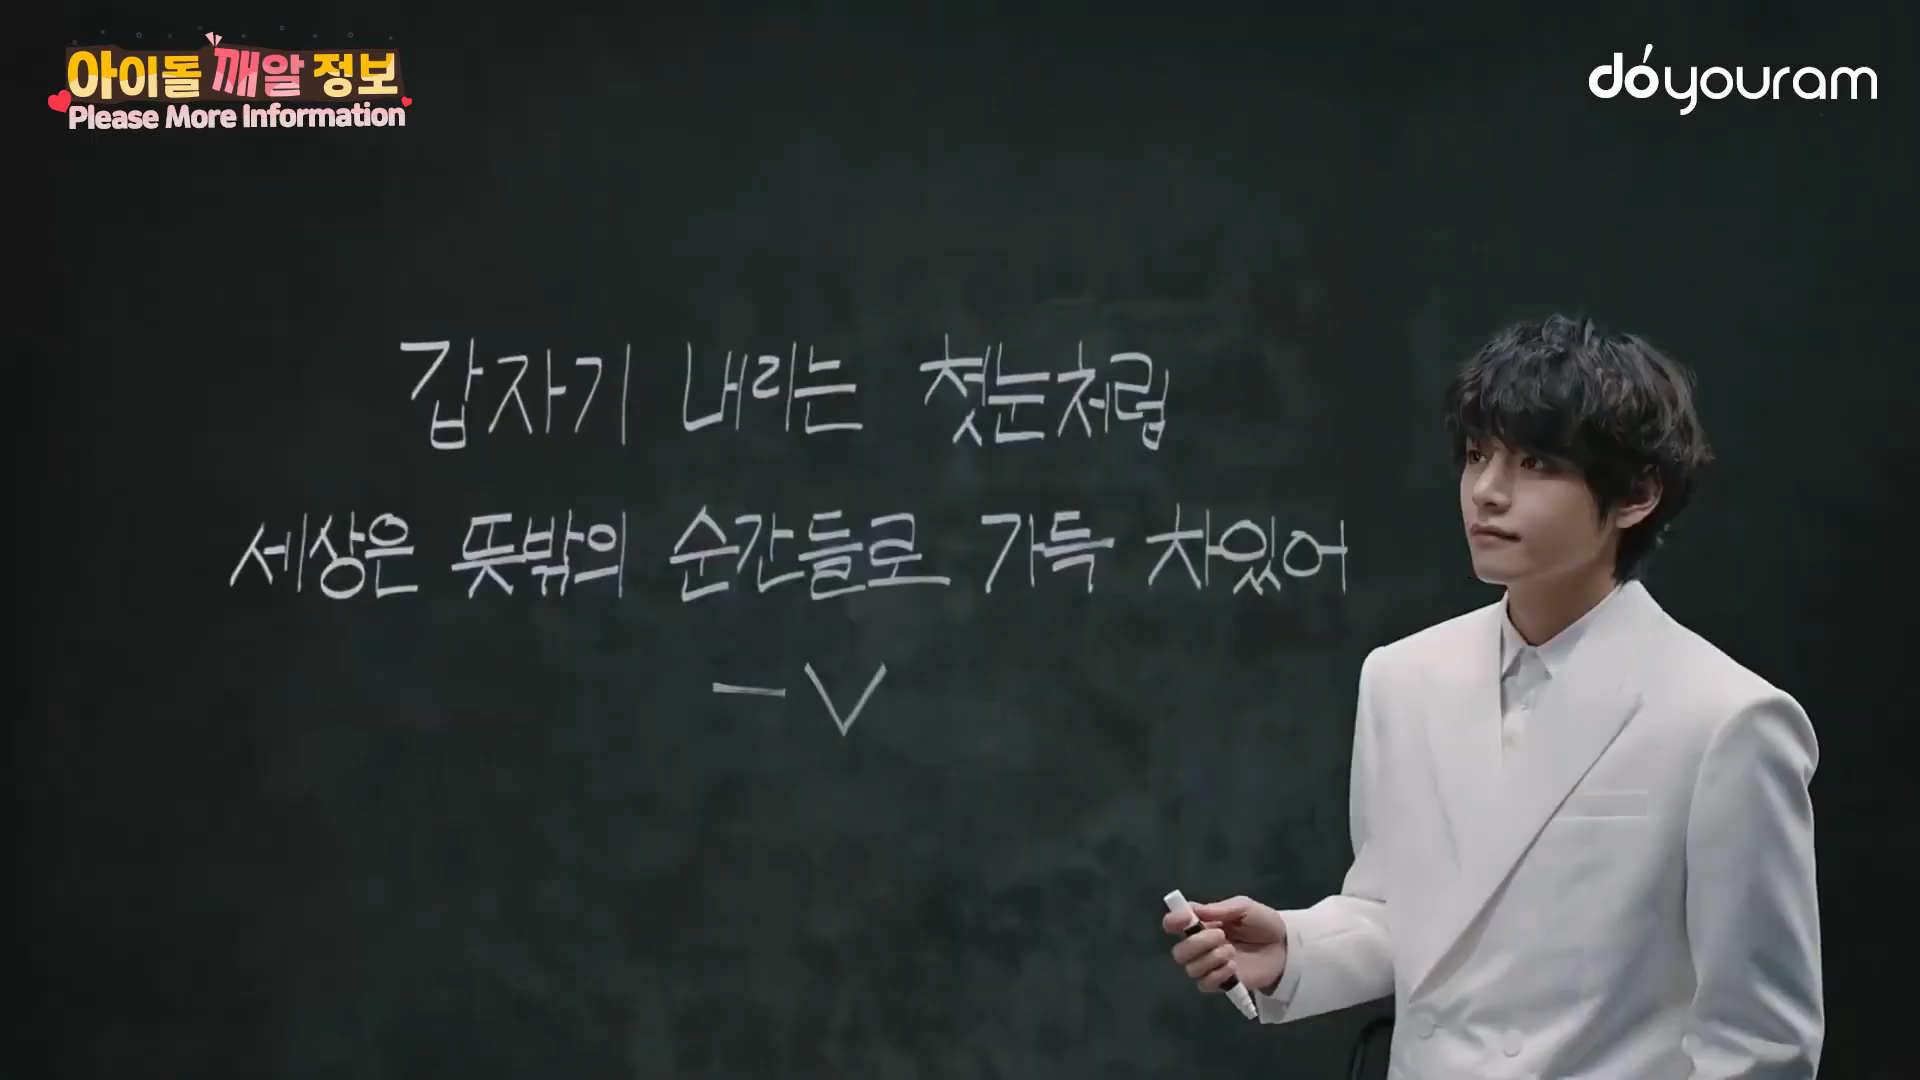 아이돌 깨알 정보
Please More Information
doyouram
갑자기 내리는 첫눈처럼
세상은 뜻밖의 순간들로 가득 차있어
- V